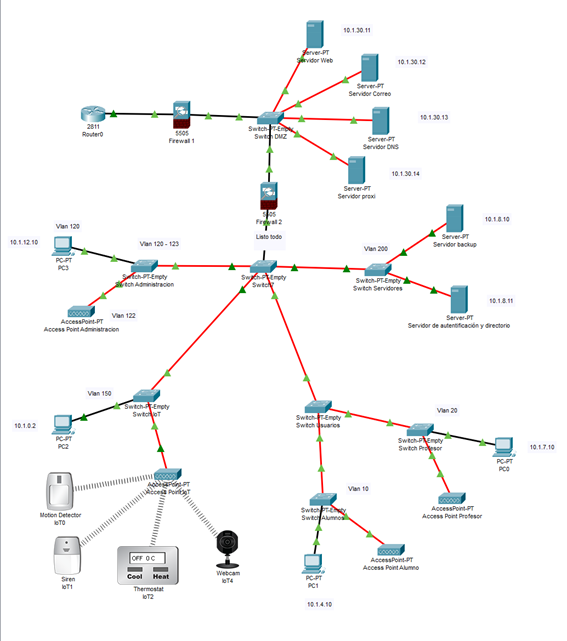 10.1.30.11
Server-PT
Servidor Web
10.1.30.12
Server-PT
Servidor Correo
2811
Router0
5505
Firewall 1
Switch-PT-Empty
Switch DMZ
10.1.30.13
Server-PT
Servidor DNS
10.1.30.14
Server-PT
Servidor proxi
5505
Firewall 2
Listo todo
Vlan 120
10.1.12.10
PC-PT
PC3
Vlan 120 - 123
Switch-PT-Empty
Switch Administracion
Vlan 122
AccessPoint-PT
Access Point Administracion
Switch-PT-Empty
Switch7
Vlan 200
Switch-PT-Empty
Switch Servidores
10.1.8.10
Server-PT
Servidor backup
10.1.8.11
Server-PT
Servidor de autentificación y directorio
Vlan 150
Switch-PT-Empty
Switch IoT
10.1.0.2
PC-PT
PC2
AccessPoint-PT
Access Point IoT
Motion Detector
IoT0
Siren
IoT1
OFF 0 C
Cool Heat
Thermostat
IoT2
Webcam
IoT4
Switch-PT-Empty
Switch Usuarios
Vlan 20
Switch-PT-Empty
Switch Profesor
10.1.7.10
PC-PT
PC0
AccessPoint-PT
Access Point Profesor
Vlan 10
Switch-PT-Empty
Switch Alumnos
PC-PT
PC1
10.1.4.10
AccessPoint-PT
Access Point Alumno